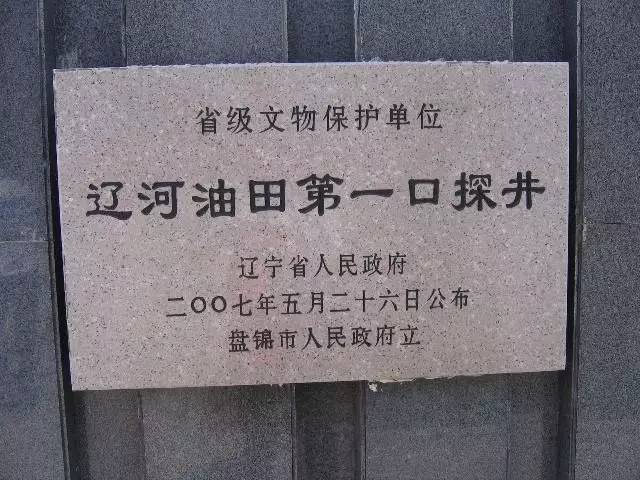 省级文物保护单位
辽河油田第一口探井
辽宁省人民政府
二〇〇七年五月二十六日公布
盘锦市人民政府立